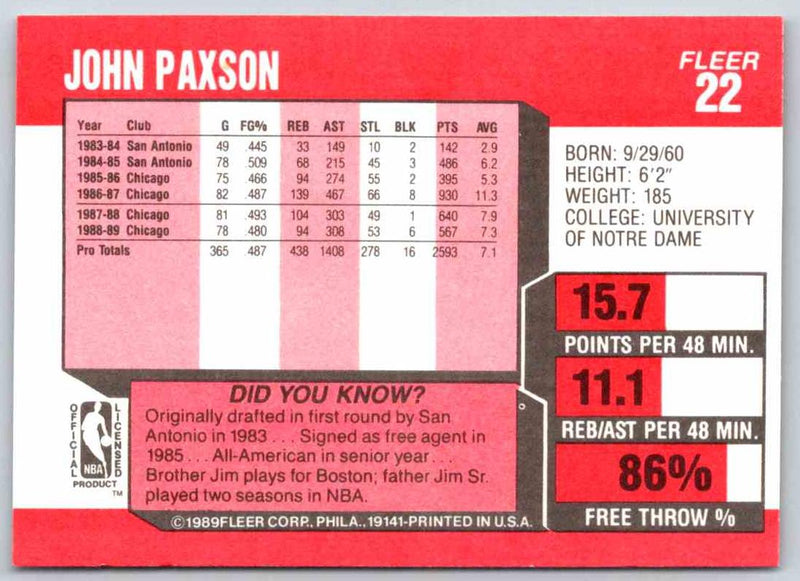 JOHN PAXSON
FLEER
22
Year Club G FG% REB AST STL BLK PTS AVG
1983-84 San Antonio 49 .445 33 149 10 2 142 2.9
1984-85 San Antonio 78 .509 68 215 45 3 486 6.2
1985-86 Chicago 75 .466 94 274 55 2 395 5.3
1986-87 Chicago 82 .487 139 467 66 8 930 11.3
1987-88 Chicago 81 .493 104 303 49 1 640 7.9
1988-89 Chicago 78 .480 94 308 53 6 567 7.3
Pro Totals 365 .487 438 1408 278 16 2593 7.1
BORN: 9/29/60
HEIGHT: 6'2"
WEIGHT: 185
COLLEGE: UNIVERSITY
OF NOTRE DAME
15.7
POINTS PER 48 MIN.
11.1
REB/AST PER 48 MIN.
86%
FREE THROW %
DID YOU KNOW?
Originally drafted in first round by San
Antonio in 1983 . . . Signed as free agent in
1985 . . . All-American in senior year . . .
Brother Jim plays for Boston; father Jim Sr.
played two seasons in NBA.
OFFICIAL
LICENSED
NBA
PRODUCT
TM
©1989FLEER CORP., PHILA., 19141-PRINTED IN U.S.A.